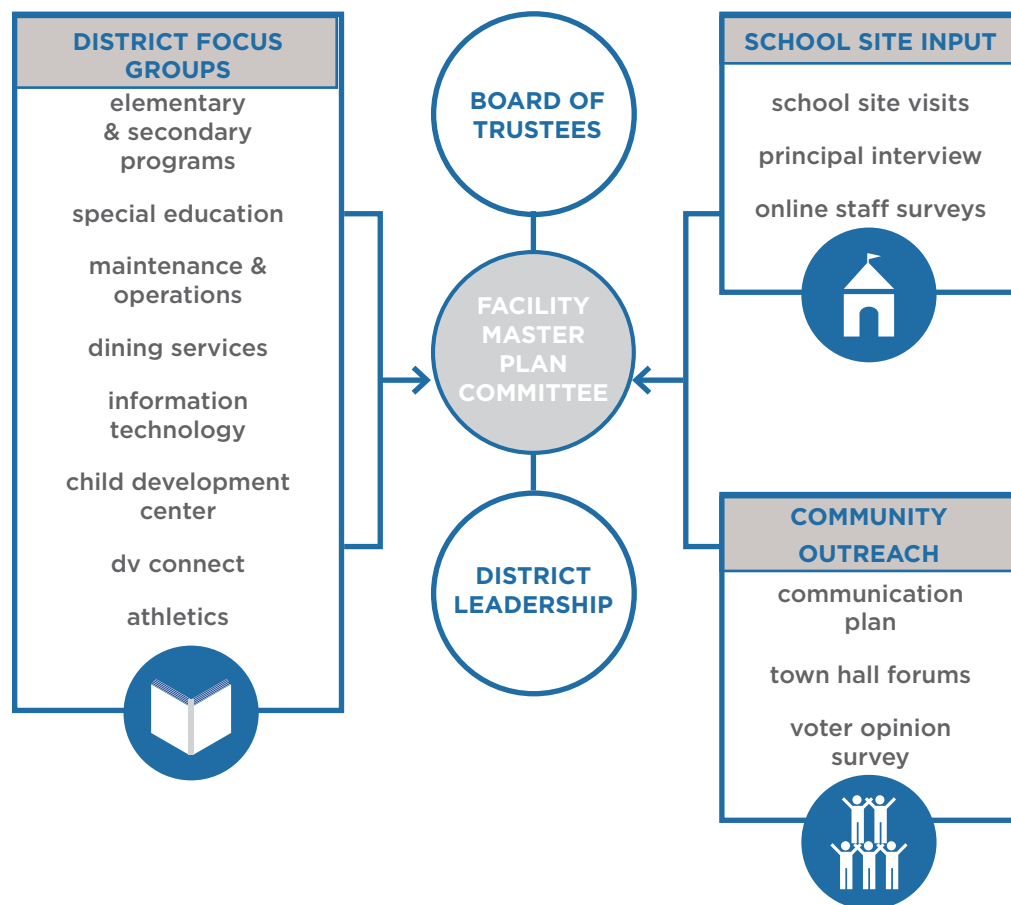 DISTRICT FOCUS
GROUPS
elementary
& secondary
programs
special education
maintenance &
operations
dining services
information
technology
child development
center
dv connect
athletics
BOARD OF
TRUSTEES
FACILITY
MASTER
PLAN
COMMITTEE
DISTRICT
LEADERSHIP
SCHOOL SITE INPUT
school site visits
principal interview
online staff surveys
COMMUNITY
OUTREACH
communication
plan
town hall forums
voter opinion
survey